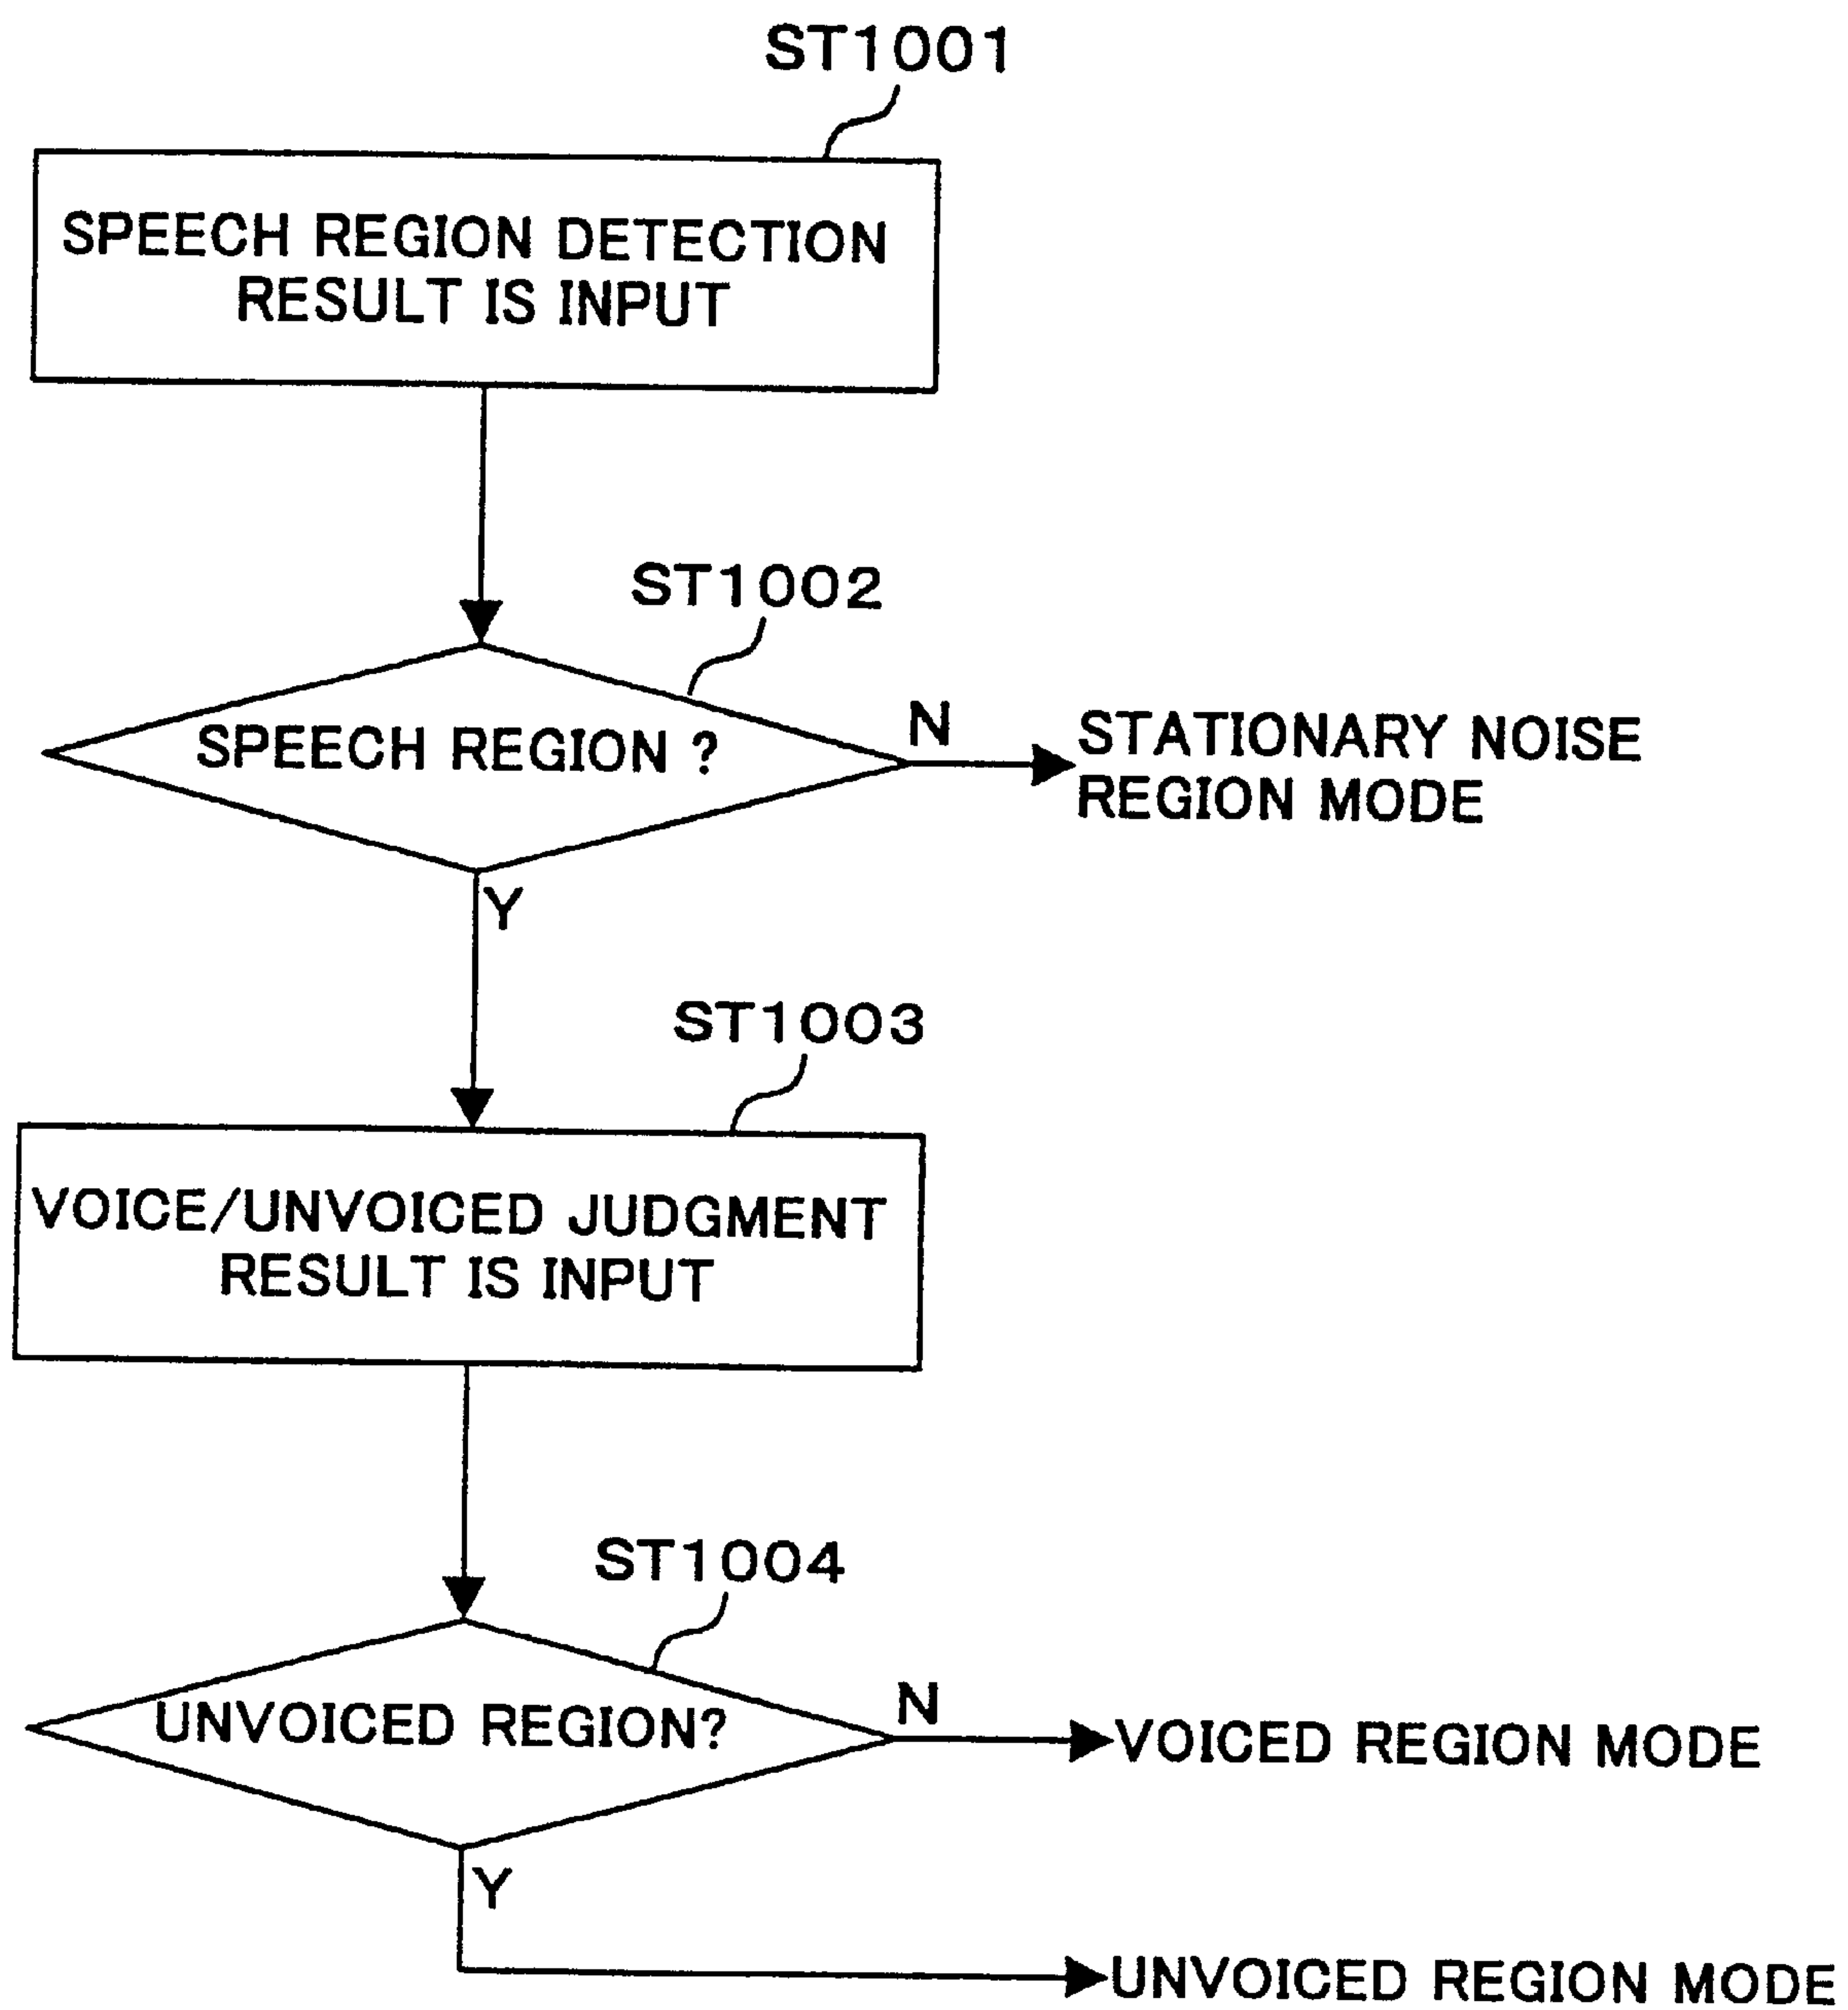 ST1001
SPEECH REGION DETECTION
RESULT IS INPUT
ST1002
SPEECH REGION ?
N
STATIONARY NOISE
REGION MODE
Y
ST1003
VOICE/UNVOICED JUDGMENT
RESULT IS INPUT
ST1004
UNVOICED REGION?
N
VOICED REGION MODE
Y
UNVOICED REGION MODE